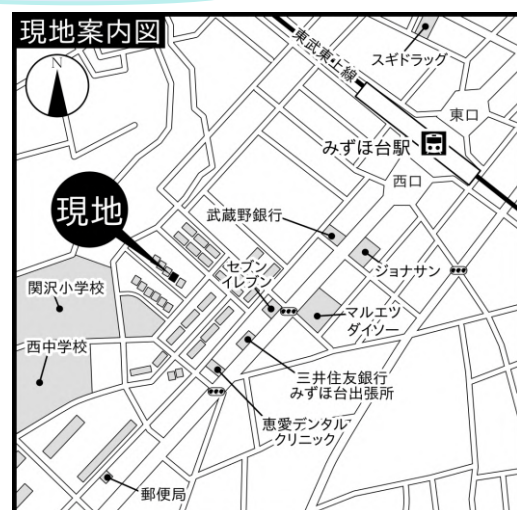 現地案内図
N
スギドラッグ
東武東上線
東口
みずほ台駅
西口
武蔵野銀行
現地
セブン
イレブン
ジョナサン
関沢小学校
マルエツ
ダイソー
西中学校
三井住友銀行
みずほ台出張所
恵愛デンタル
クリニック
郵便局